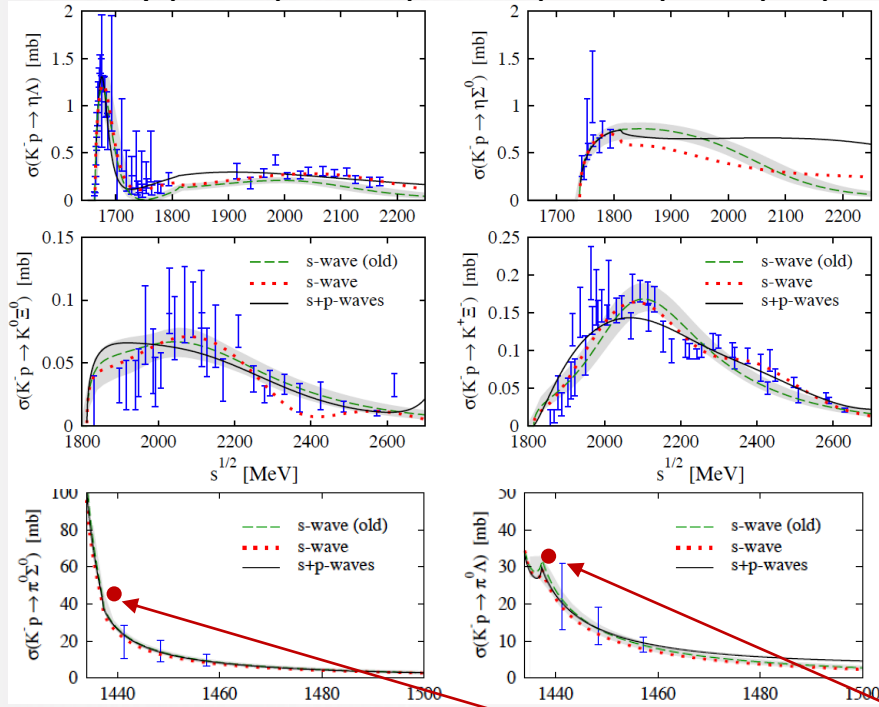 σ(K⁻p → ηΛ) [mb]
2
1.5
1
0.5
0
1700 1800 1900 2000 2100 2200
σ(K⁻p → ηΣ⁰) [mb]
2
1.5
1
0.5
0
1700 1800 1900 2000 2100 2200
σ(K⁻p → K⁰Ξ⁰) [mb]
0.15
0.1
0.05
0
s-wave (old)
s-wave
s+p-waves
1800 2000 2200 2400 2600
s^1/2 [MeV]
σ(K⁻p → K⁺Ξ⁻) [mb]
0.25
0.2
0.15
0.1
0.05
0
s-wave (old)
s-wave
s+p-waves
1800 2000 2200 2400 2600
s^1/2 [MeV]
σ(K⁻p → π⁰Σ⁰) [mb]
100
80
60
40
20
0
s-wave (old)
s-wave
s+p-waves
1440 1460 1480 1500
σ(K⁻p → π⁰Λ) [mb]
50
40
30
20
10
0
s-wave (old)
s-wave
s+p-waves
1440 1460 1480 1500